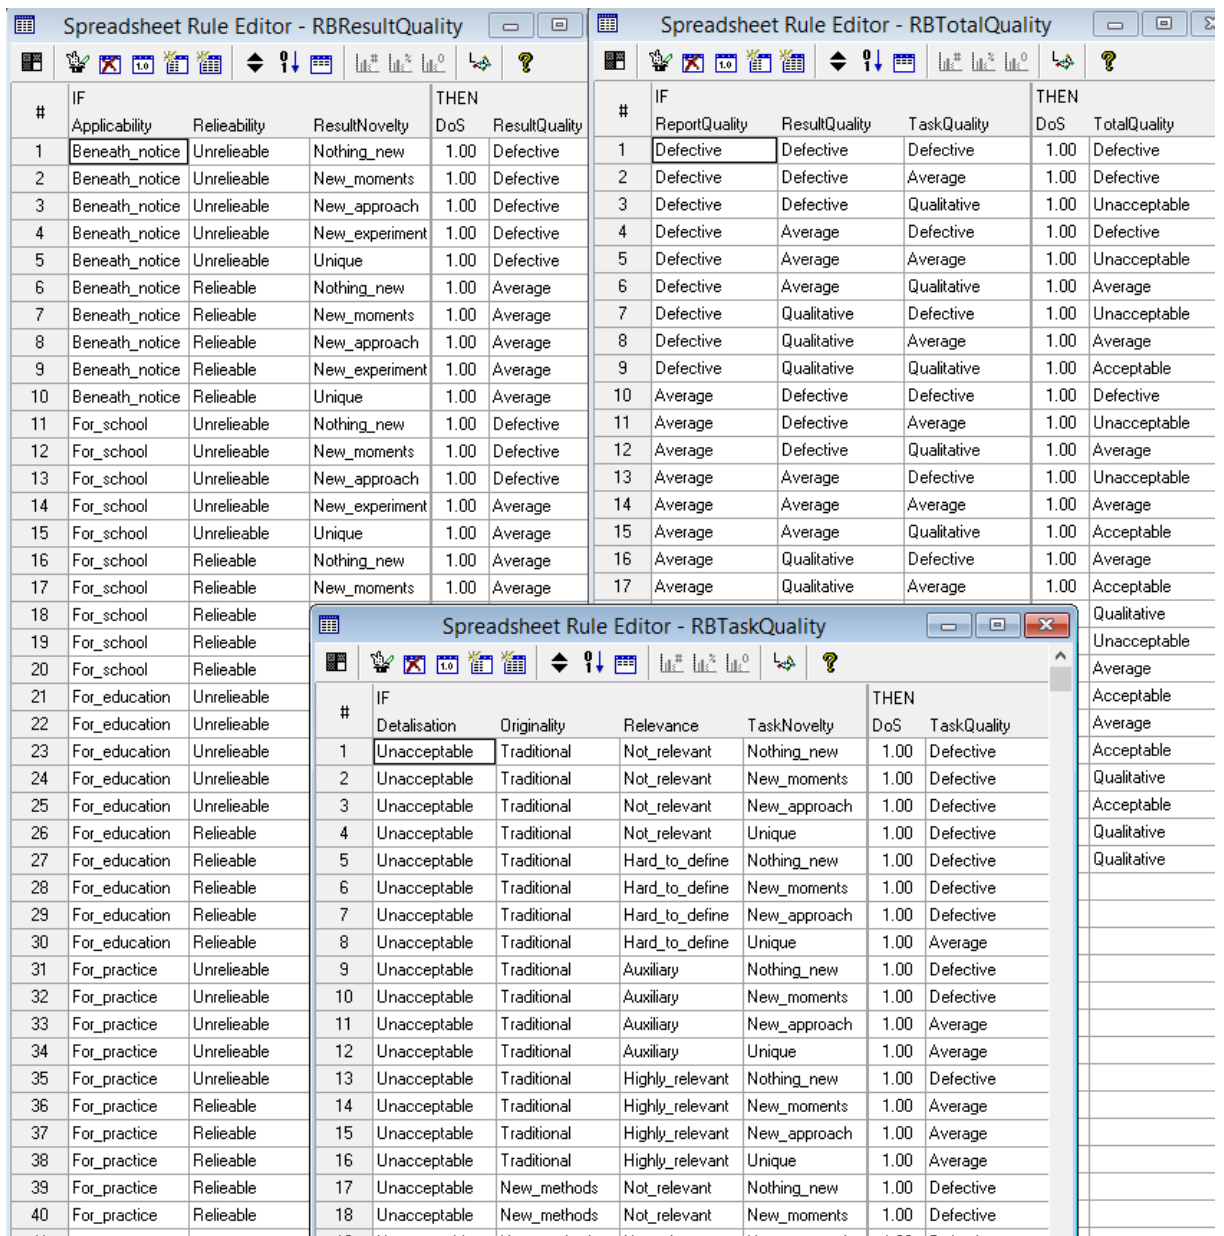 Spreadsheet Rule Editor - RBResultQuality
# IF THEN
Applicability Relieability ResultNovelty DoS ResultQuality
1 Beneath_notice Unrelieable Nothing_new 1.00 Defective
2 Beneath_notice Unrelieable New_moments 1.00 Defective
3 Beneath_notice Unrelieable New_approach 1.00 Defective
4 Beneath_notice Unrelieable New_experiment 1.00 Defective
5 Beneath_notice Unrelieable Unique 1.00 Defective
6 Beneath_notice Relieable Nothing_new 1.00 Average
7 Beneath_notice Relieable New_moments 1.00 Average
8 Beneath_notice Relieable New_approach 1.00 Average
9 Beneath_notice Relieable New_experiment 1.00 Average
10 Beneath_notice Relieable Unique 1.00 Average
11 For_school Unrelieable Nothing_new 1.00 Defective
12 For_school Unrelieable New_moments 1.00 Defective
13 For_school Unrelieable New_approach 1.00 Defective
14 For_school Unrelieable New_experiment 1.00 Average
15 For_school Unrelieable Unique 1.00 Average
16 For_school Relieable Nothing_new 1.00 Average
17 For_school Relieable New_moments 1.00 Average
18 For_school Relieable
19 For_school Relieable
20 For_school Relieable
21 For_education Unrelieable
22 For_education Unrelieable
23 For_education Unrelieable
24 For_education Unrelieable
25 For_education Unrelieable
26 For_education Relieable
27 For_education Relieable
28 For_education Relieable
29 For_education Relieable
30 For_education Relieable
31 For_practice Unrelieable
32 For_practice Unrelieable
33 For_practice Unrelieable
34 For_practice Unrelieable
35 For_practice Unrelieable
36 For_practice Relieable
37 For_practice Relieable
38 For_practice Relieable
39 For_practice Relieable
40 For_practice Relieable
Spreadsheet Rule Editor - RBTotalQuality
# IF THEN
ReportQuality ResultQuality TaskQuality DoS TotalQuality
1 Defective Defective Defective 1.00 Defective
2 Defective Defective Average 1.00 Defective
3 Defective Defective Qualitative 1.00 Unacceptable
4 Defective Average Defective 1.00 Defective
5 Defective Average Average 1.00 Unacceptable
6 Defective Average Qualitative 1.00 Average
7 Defective Qualitative Defective 1.00 Unacceptable
8 Defective Qualitative Average 1.00 Average
9 Defective Qualitative Qualitative 1.00 Acceptable
10 Average Defective Defective 1.00 Defective
11 Average Defective Average 1.00 Unacceptable
12 Average Defective Qualitative 1.00 Average
13 Average Average Defective 1.00 Unacceptable
14 Average Average Average 1.00 Average
15 Average Average Qualitative 1.00 Acceptable
16 Average Qualitative Defective 1.00 Average
17 Average Qualitative Average 1.00 Acceptable
Qualitative
Unacceptable
Average
Acceptable
Average
Acceptable
Qualitative
Acceptable
Qualitative
Qualitative
Spreadsheet Rule Editor - RBTaskQuality
# IF THEN
Detalisation Originality Relevance TaskNovelty DoS TaskQuality
1 Unacceptable Traditional Not_relevant Nothing_new 1.00 Defective
2 Unacceptable Traditional Not_relevant New_moments 1.00 Defective
3 Unacceptable Traditional Not_relevant New_approach 1.00 Defective
4 Unacceptable Traditional Not_relevant Unique 1.00 Defective
5 Unacceptable Traditional Hard_to_define Nothing_new 1.00 Defective
6 Unacceptable Traditional Hard_to_define New_moments 1.00 Defective
7 Unacceptable Traditional Hard_to_define New_approach 1.00 Defective
8 Unacceptable Traditional Hard_to_define Unique 1.00 Average
9 Unacceptable Traditional Auxiliary Nothing_new 1.00 Defective
10 Unacceptable Traditional Auxiliary New_moments 1.00 Defective
11 Unacceptable Traditional Auxiliary New_approach 1.00 Average
12 Unacceptable Traditional Auxiliary Unique 1.00 Average
13 Unacceptable Traditional Highly_relevant Nothing_new 1.00 Defective
14 Unacceptable Traditional Highly_relevant New_moments 1.00 Average
15 Unacceptable Traditional Highly_relevant New_approach 1.00 Average
16 Unacceptable Traditional Highly_relevant Unique 1.00 Average
17 Unacceptable New_methods Not_relevant Nothing_new 1.00 Defective
18 Unacceptable New_methods Not_relevant New_moments 1.00 Defective